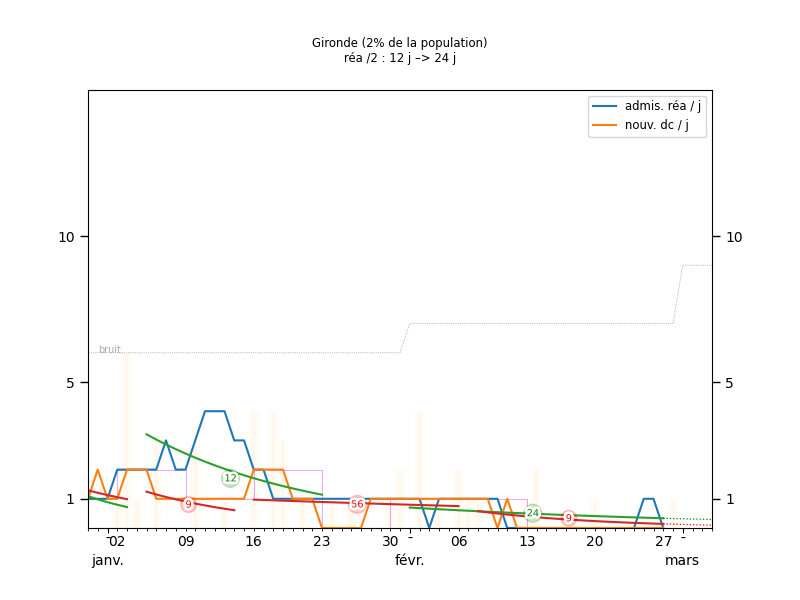 Gironde (2% de la population)
réa /2 : 12 j –> 24 j
admis. réa / j
nouv. dc / j
10
10
bruit
5
5
12
9
56
24
9
1
1
02
09
16
23
30
-
06
13
20
27
-
janv.
févr.
mars